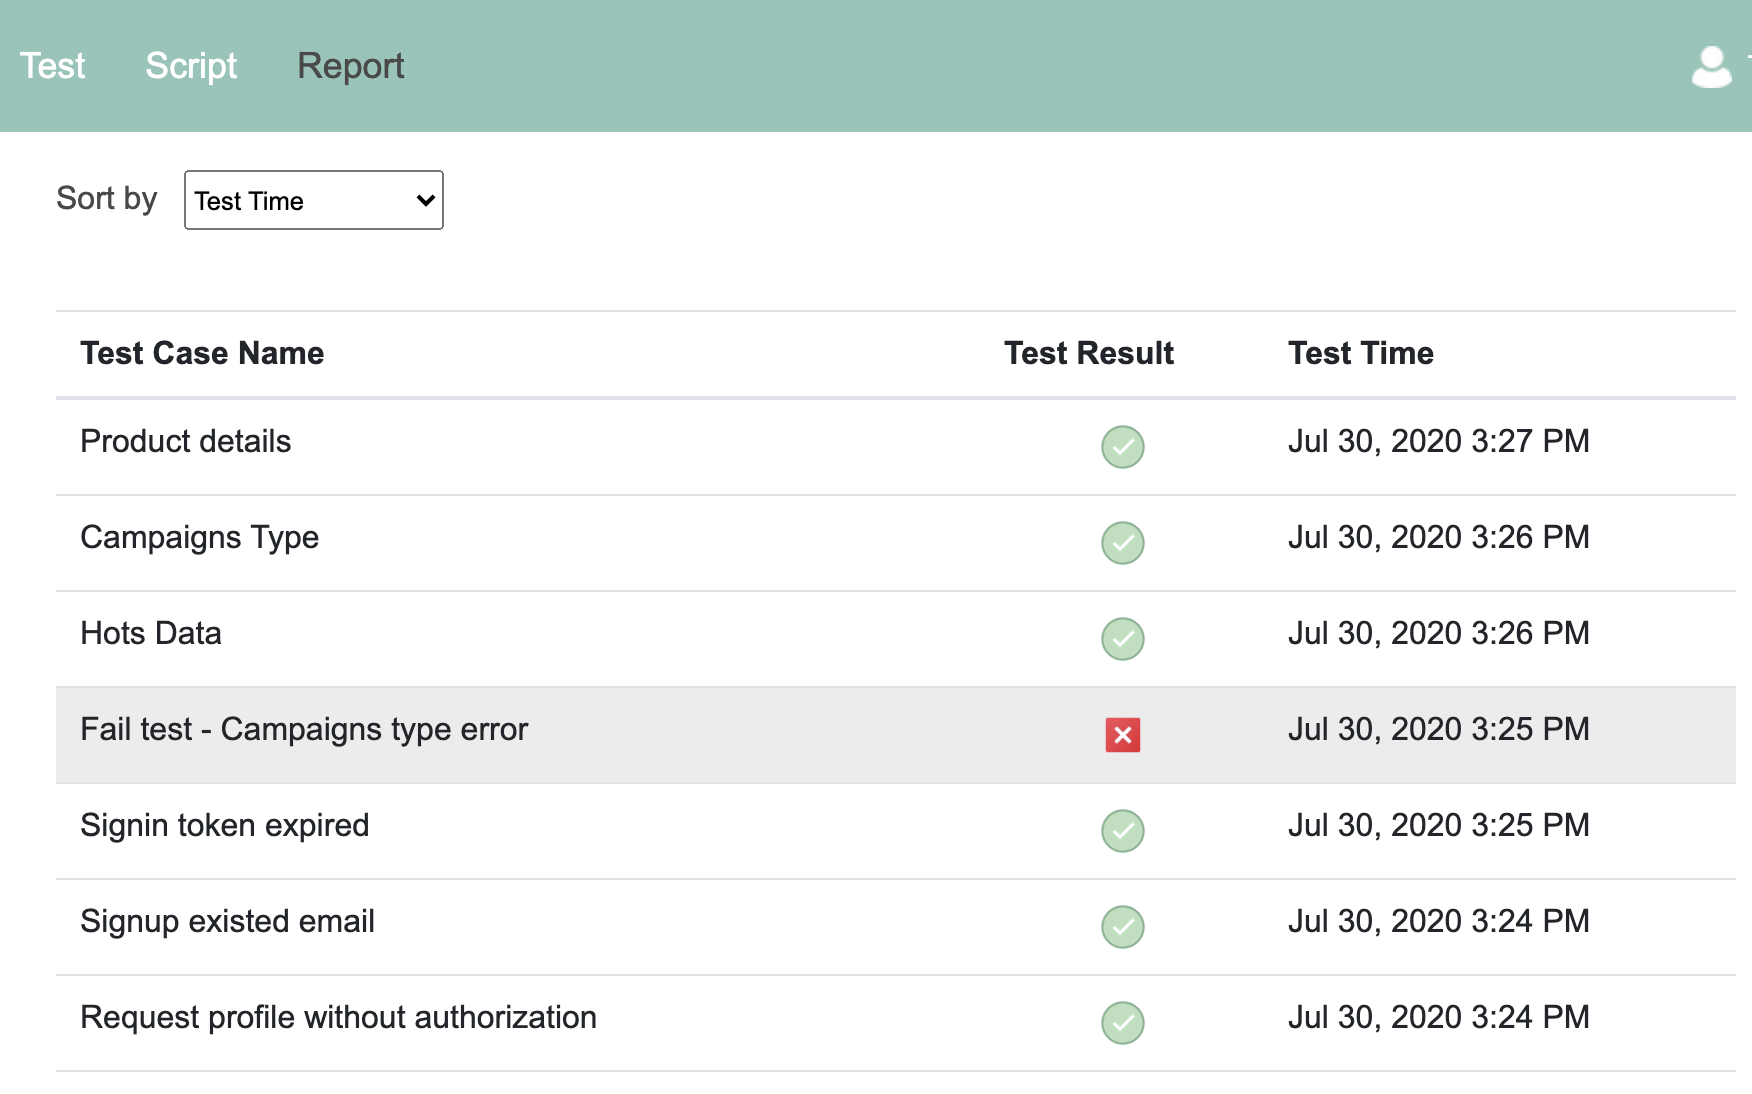 Test Script Report
Sort by Test Time
Test Case Name Test Result Test Time
Product details Jul 30, 2020 3:27 PM
Campaigns Type Jul 30, 2020 3:26 PM
Hots Data Jul 30, 2020 3:26 PM
Fail test - Campaigns type error Jul 30, 2020 3:25 PM
Signin token expired Jul 30, 2020 3:25 PM
Signup existed email Jul 30, 2020 3:24 PM
Request profile without authorization Jul 30, 2020 3:24 PM